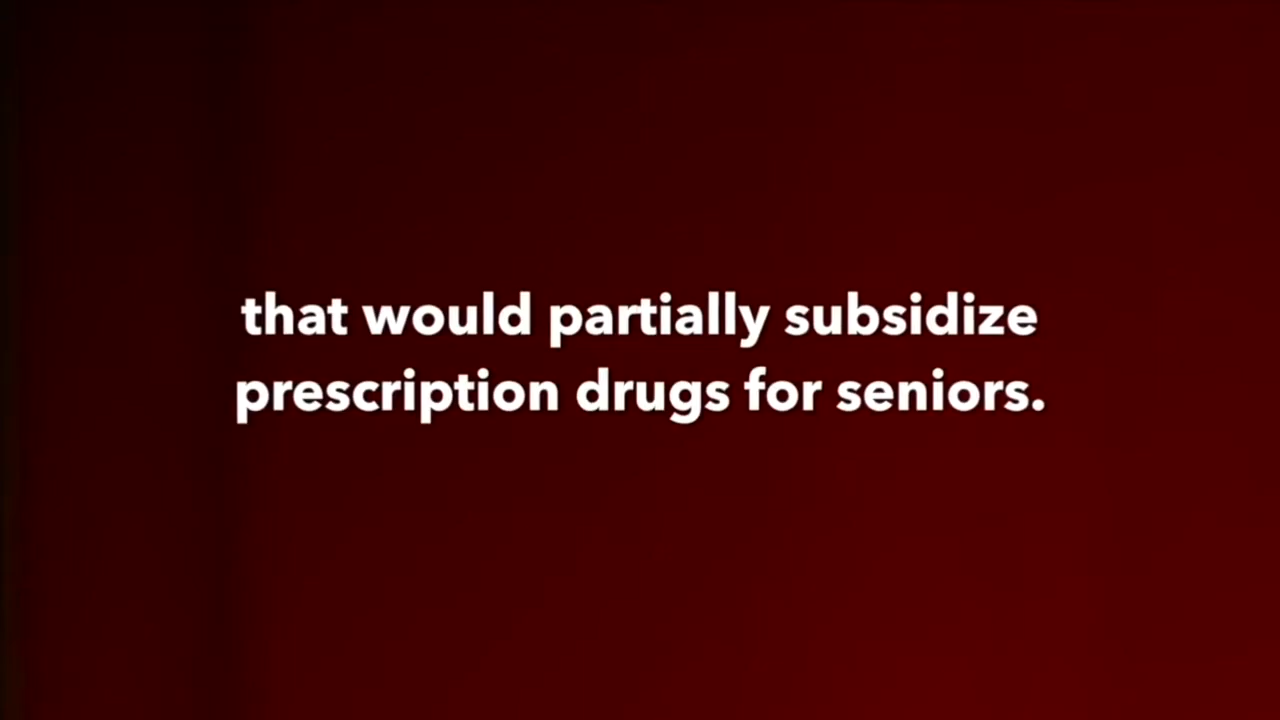 that would partially subsidize
prescription drugs for seniors.